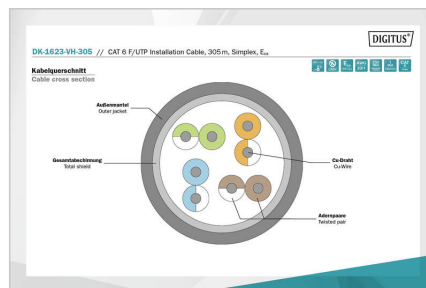 DIGITUS®
DK-1623-VH-305 // CAT 6 F/UTP Installation Cable, 305 m, Simplex, Eca
Kabelquerschnitt
Cable cross section
Außenmantel
Outer jacket
Gesamtabschirmung
Total shield
Cu-Draht
Cu-Wire
Adernpaare
Twisted pair